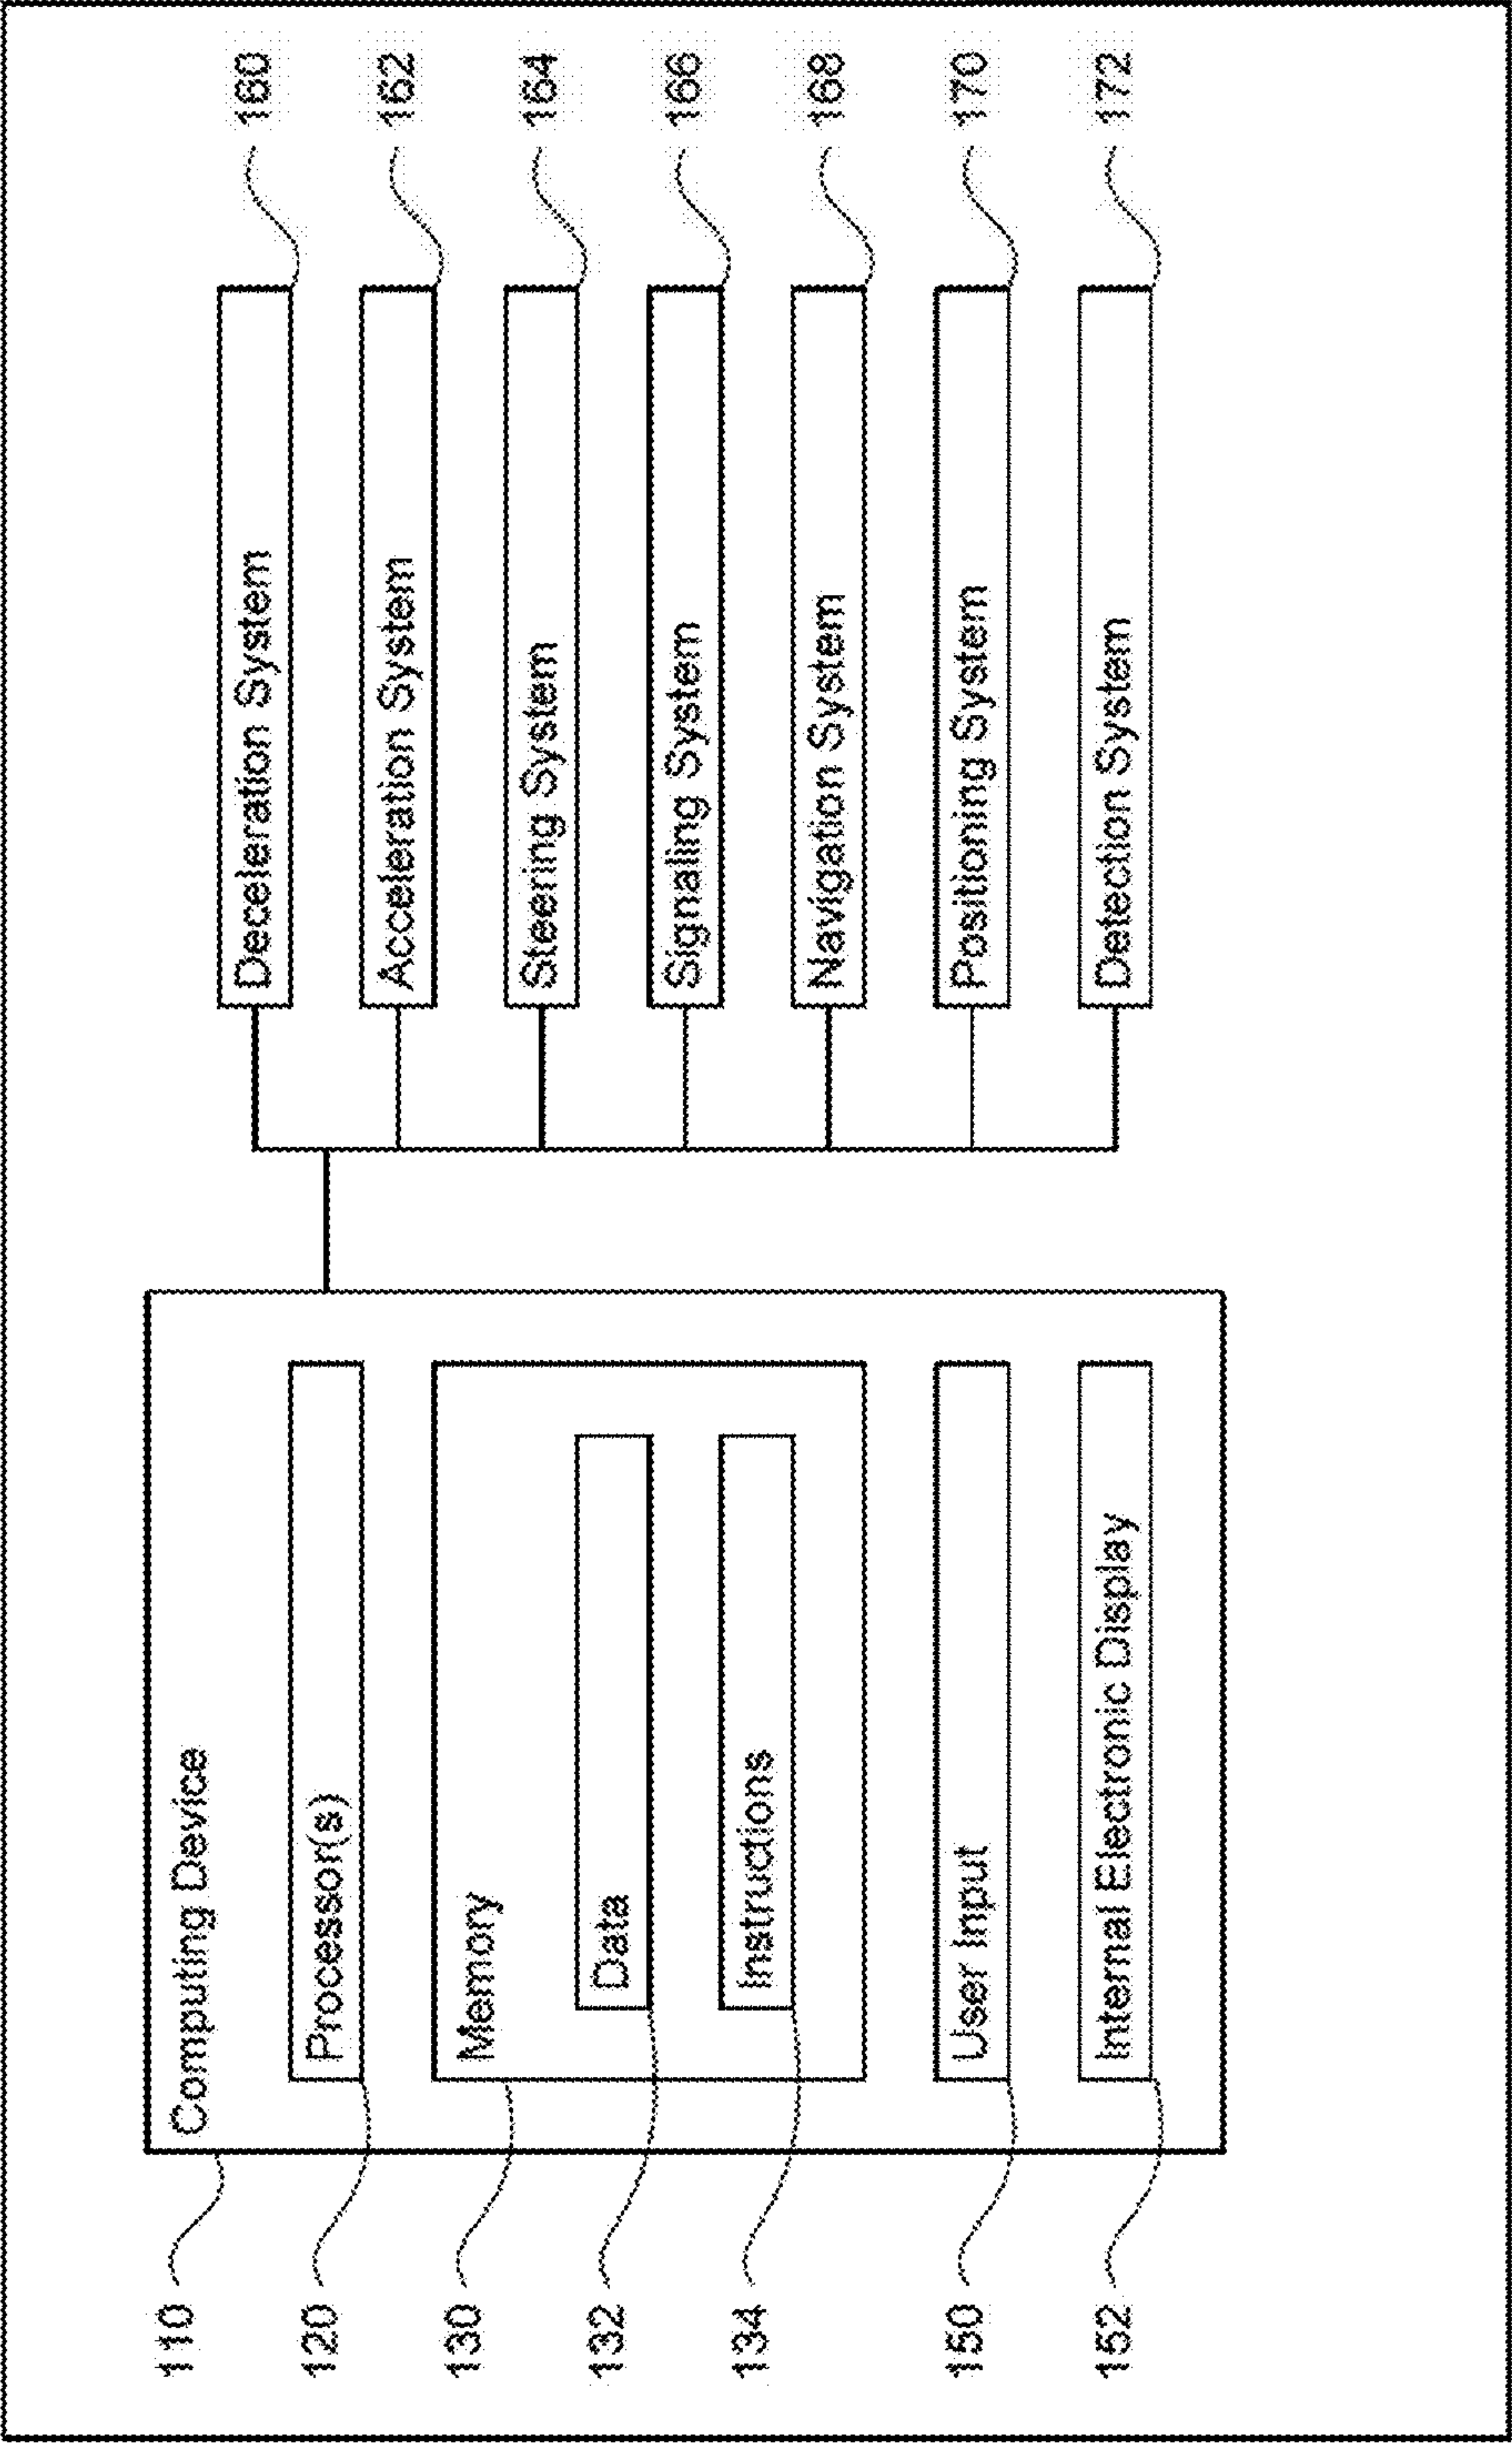 110
Computing Device
120
Processor(s)
130
Memory
132
Data
134
Instructions
150
User Input
152
Internal Electronic Display
Deceleration System
160
Acceleration System
162
Steering System
164
Signaling System
166
Navigation System
168
Positioning System
170
Detection System
172